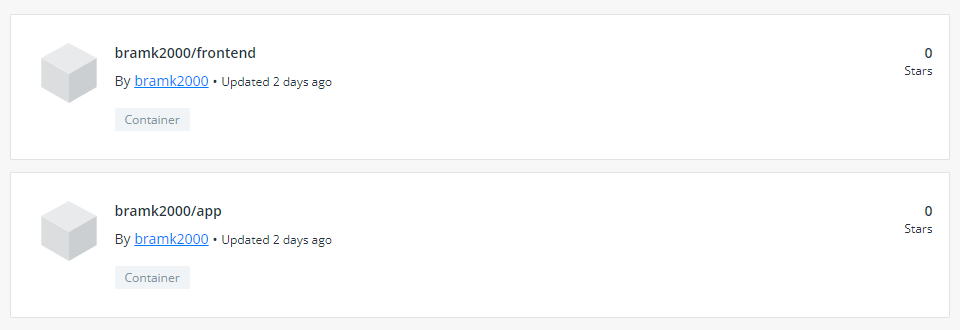 bramk2000/frontend
0
By bramk2000 • Updated 2 days ago
Stars
Container
bramk2000/app
0
By bramk2000 • Updated 2 days ago
Stars
Container